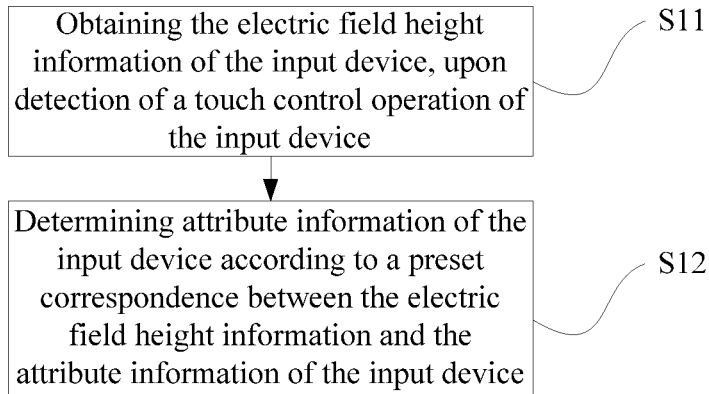 Obtaining the electric field height
information of the input device, upon
detection of a touch control operation of
the input device
S11
Determining attribute information of the
input device according to a preset
correspondence between the electric
field height information and the
attribute information of the input device
S12